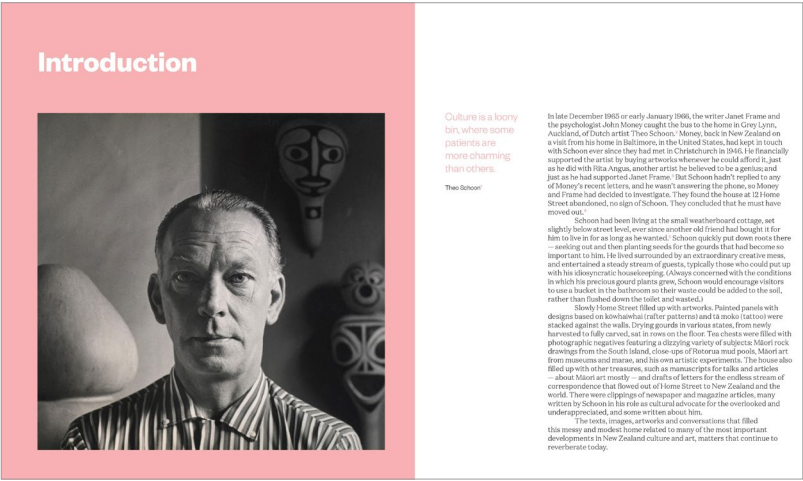 Introduction
Culture is a loony
bin, where some
patients are
more charming
than others.
Theo Schoon¹
In late December 1965 or early January 1966, the writer Janet Frame and
the psychologist John Money caught the bus to the home in Grey Lynn,
Auckland, of Dutch artist Theo Schoon.² Money, back in New Zealand on
a visit from his home in Baltimore, in the United States, had kept in touch
with Schoon ever since they had met in Christchurch in 1946. He financially
supported the artist by buying artworks whenever he could afford it, just
as he did with Rita Angus, another artist he believed to be a genius; and
just as he had supported Janet Frame.³ But Schoon hadn't replied to any
of Money's recent letters, and he wasn't answering the phone, so Money
and Frame had decided to investigate. They found the house at 12 Home
Street abandoned, no sign of Schoon. They concluded that he must have
moved out.⁴
Schoon had been living at the small weatherboard cottage, set
slightly below street level, ever since another old friend had bought it for
him to live in for as long as he wanted.⁵ Schoon quickly put down roots there
— seeking out and then planting seeds for the gourds that had become so
important to him. He lived surrounded by an extraordinary creative mess,
and entertained a steady stream of guests, typically those who could put up
with his idiosyncratic housekeeping. (Always concerned with the conditions
in which his precious gourd plants grew, Schoon would encourage visitors
to use a bucket in the bathroom so their waste could be added to the soil,
rather than flushed down the toilet and wasted.)
Slowly Home Street filled up with artworks. Painted panels with
designs based on kōwhaiwhai (rafter patterns) and tā moko (tattoo) were
stacked against the walls. Drying gourds in various states, from newly
harvested to fully carved, sat in rows on the floor. Tea chests were filled with
photographic negatives featuring a dizzying variety of subjects: Māori rock
drawings from the South Island, close-ups of Rotorua mud pools, Māori art
from museums and marae, and his own artistic experiments. The house also
filled up with other treasures, such as manuscripts for talks and articles
— about Māori art mostly — and drafts of letters for the endless stream of
correspondence that flowed out of Home Street to New Zealand and the
world. There were clippings of newspaper and magazine articles, many
written by Schoon in his role as cultural advocate for the overlooked and
underappreciated, and some written about him.
The texts, images, artworks and conversations that filled
this messy and modest home related to many of the most important
developments in New Zealand culture and art, matters that continue to
reverberate today.